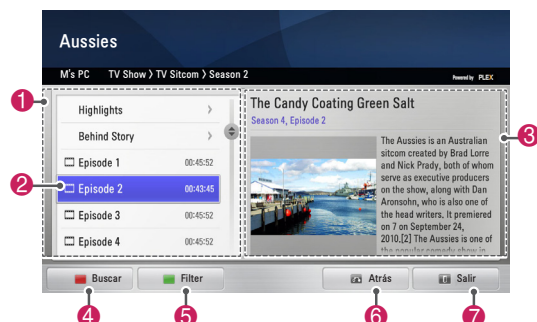 Aussies
M's PC TV Show 〉 TV Sitcom 〉 Season 2
Powered by PLEX
1
Highlights 〉
Behind Story 〉
Episode 1 00:45:52
2
Episode 2 00:43:45
Episode 3 00:45:52
Episode 4 00:45:52
The Candy Coating Green Salt
Season 4, Episode 2
3
The Aussies is an Australian
sitcom created by Brad Lorre
and Nick Prady, both of whom
serve as executive producers
on the show, along with Dan
Aronsohn, who is also one of
the head writers. It premiered
on 7 on September 24,
2010.[2] The Aussies is one of
the popular comedy show in
Buscar
Filter
Atrás
Salir
4
5
6
7